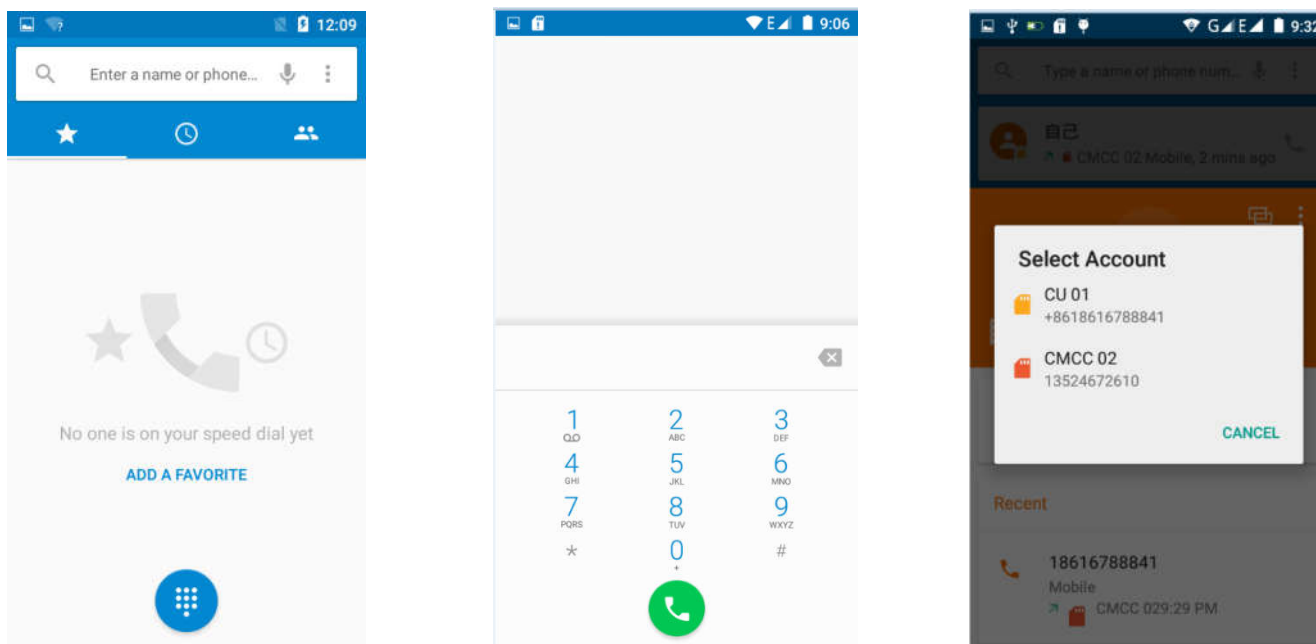 12:09
Enter a name or phone...
No one is on your speed dial yet
ADD A FAVORITE
E 9:06
1 2 3
ABC DEF
4 5 6
GHI JKL MNO
7 8 9
PQRS TUV WXYZ
* 0 #
+
G E 9:32
Type a name or phone num...
自己
CMCC 02 Mobile, 2 mins ago
Select Account
CU 01
+8618616788841
CMCC 02
13524672610
CANCEL
Recent
18616788841
Mobile
CMCC 029:29 PM